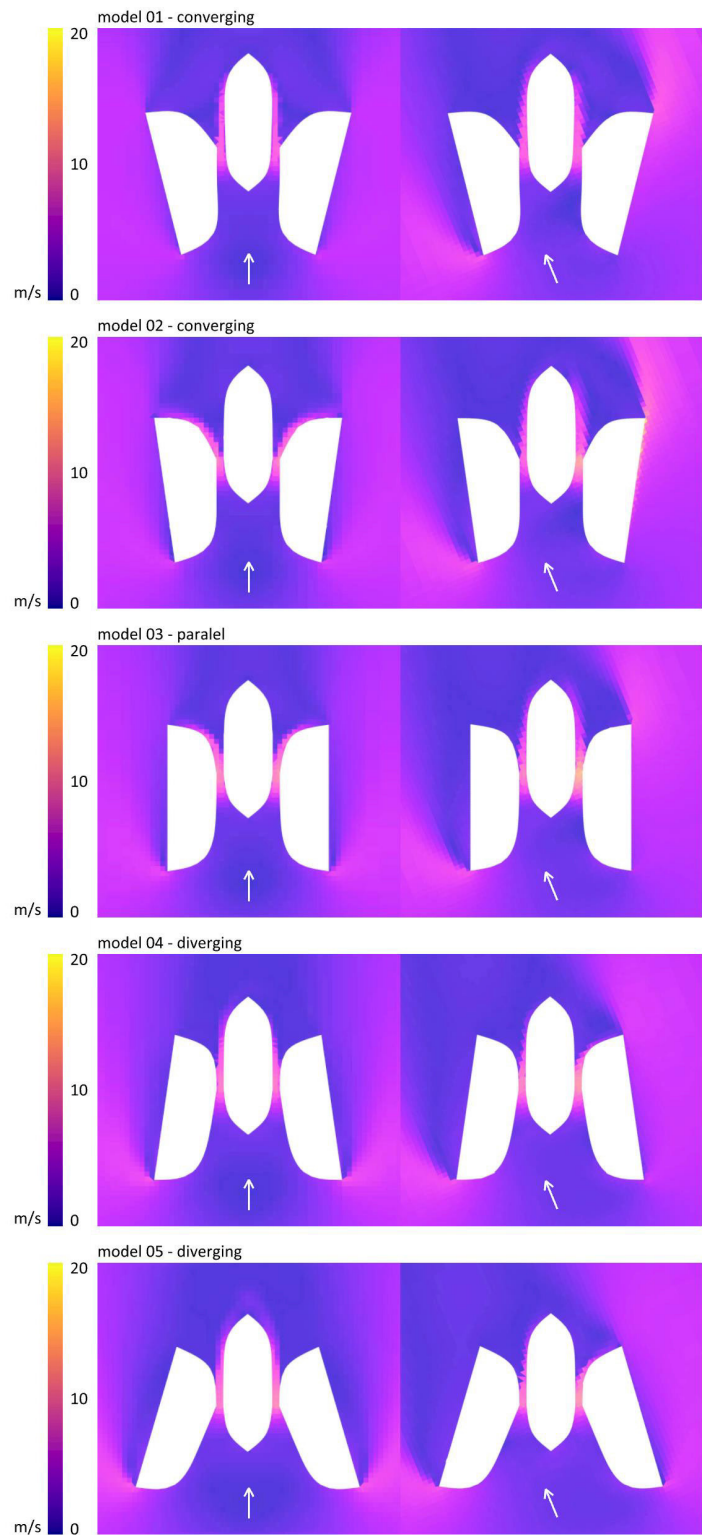 model 01 - converging
20
10
m/s 0
model 02 - converging
20
10
m/s 0
model 03 - paralel
20
10
m/s 0
model 04 - diverging
20
10
m/s 0
model 05 - diverging
20
10
m/s 0